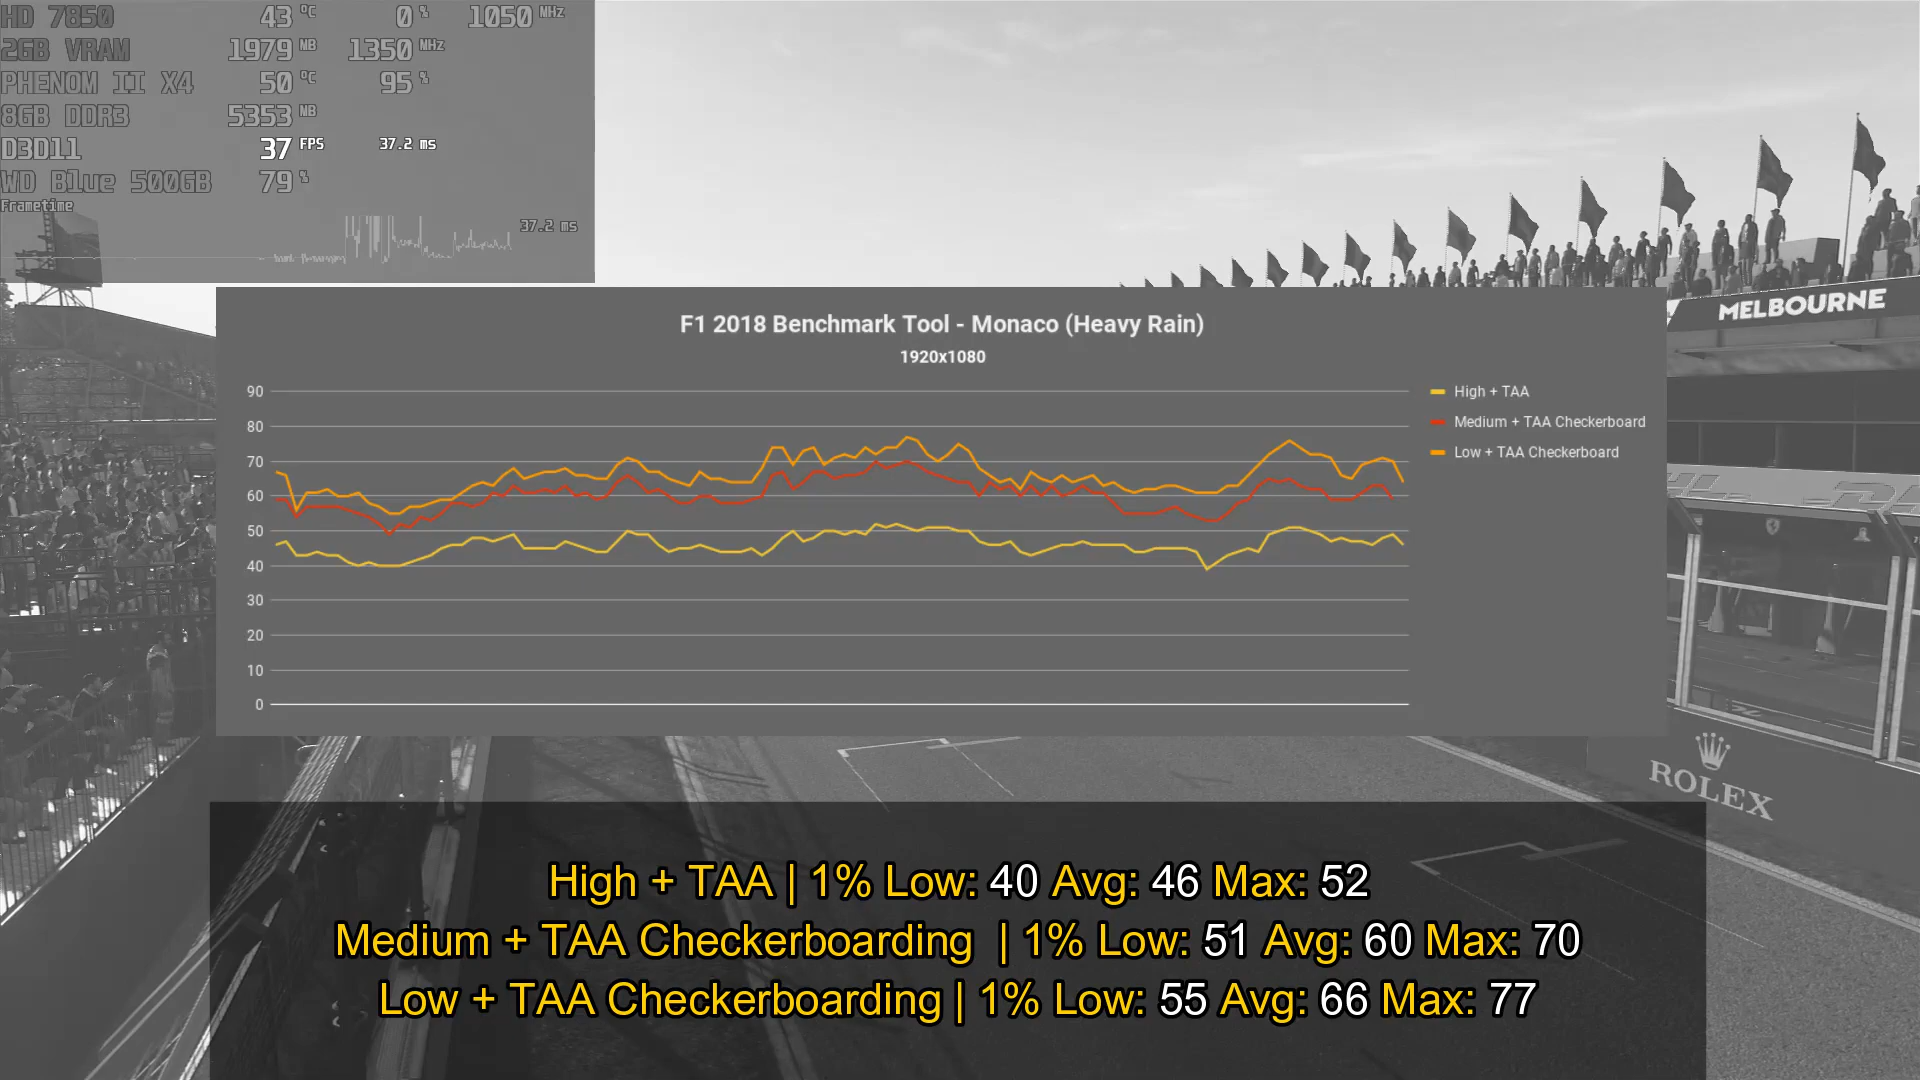 HD 7850 43 °C 0 % 1050 MHz
2GB VRAM 1979 MB 1350 MHz
PHENOM II X4 50 °C 95 %
8GB DDR3 5353 MB
D3D11 37 FPS 37.2 ms
WD Blue 500GB 79 %
Frametime
37.2 ms
MELBOURNE
F1 2018 Benchmark Tool - Monaco (Heavy Rain)
1920x1080
90
80
70
60
50
40
30
20
10
0
High + TAA
Medium + TAA Checkerboard
Low + TAA Checkerboard
ROLEX
High + TAA | 1% Low: 40 Avg: 46 Max: 52
Medium + TAA Checkerboarding | 1% Low: 51 Avg: 60 Max: 70
Low + TAA Checkerboarding | 1% Low: 55 Avg: 66 Max: 77